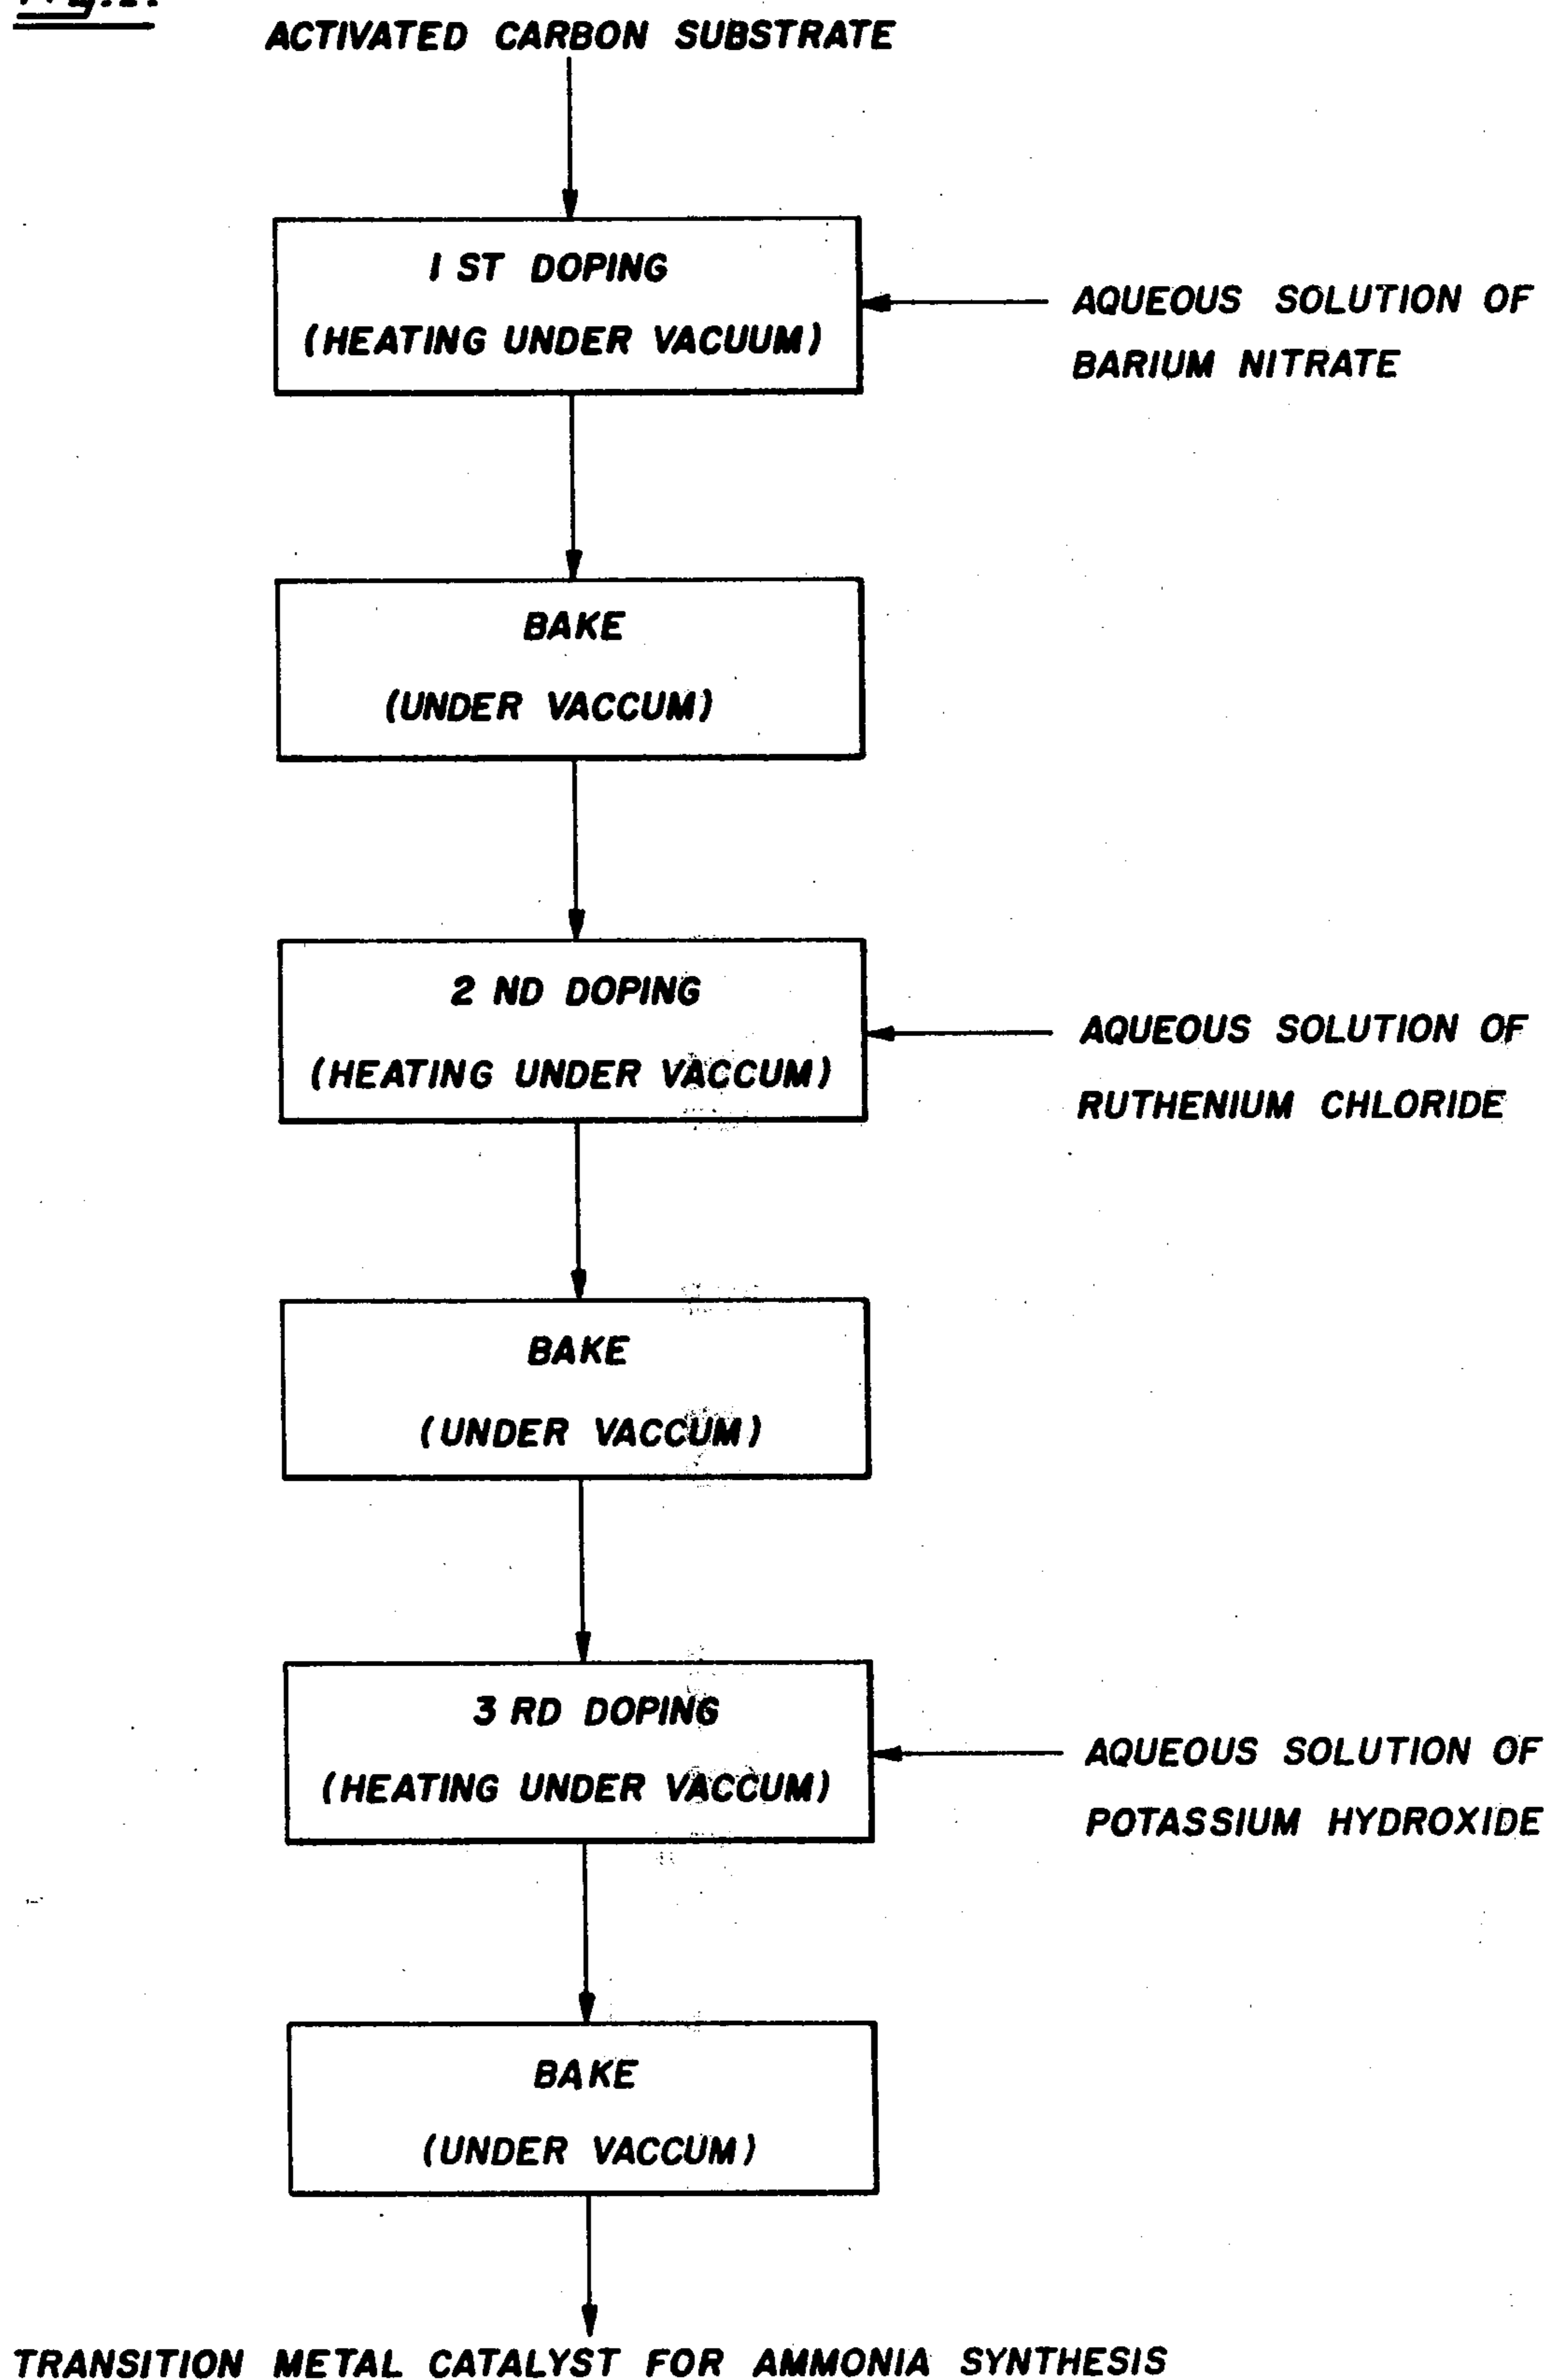 ACTIVATED CARBON SUBSTRATE
1 ST DOPING
(HEATING UNDER VACUUM)
AQUEOUS SOLUTION OF
BARIUM NITRATE
BAKE
(UNDER VACCUM)
2 ND DOPING
(HEATING UNDER VACCUM)
AQUEOUS SOLUTION OF
RUTHENIUM CHLORIDE
BAKE
(UNDER VACCUM)
3 RD DOPING
(HEATING UNDER VACCUM)
AQUEOUS SOLUTION OF
POTASSIUM HYDROXIDE
BAKE
(UNDER VACCUM)
TRANSITION METAL CATALYST FOR AMMONIA SYNTHESIS